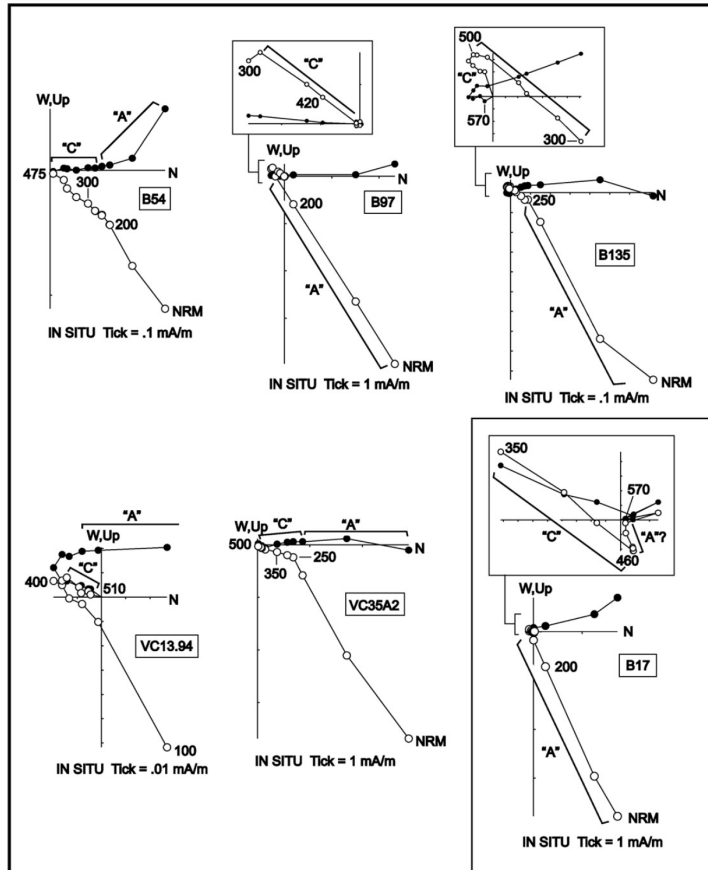 W,Up
"A"
"C"
N
475
300
200
B54
NRM
IN SITU Tick = .1 mA/m
300
"C"
420
W,Up
N
200
B97
"A"
NRM
IN SITU Tick = 1 mA/m
500
"C"
"C"
570
300
W,Up
N
250
B135
"A"
NRM
IN SITU Tick = .1 mA/m
"A"
W,Up
"C"
400
510
N
VC13.94
100
IN SITU Tick = .01 mA/m
W,Up
"C"
"A"
500
N
350
250
VC35A2
NRM
IN SITU Tick = 1 mA/m
350
570
"C"
"A"?
460
W,Up
N
200
B17
"A"
NRM
IN SITU Tick = 1 mA/m